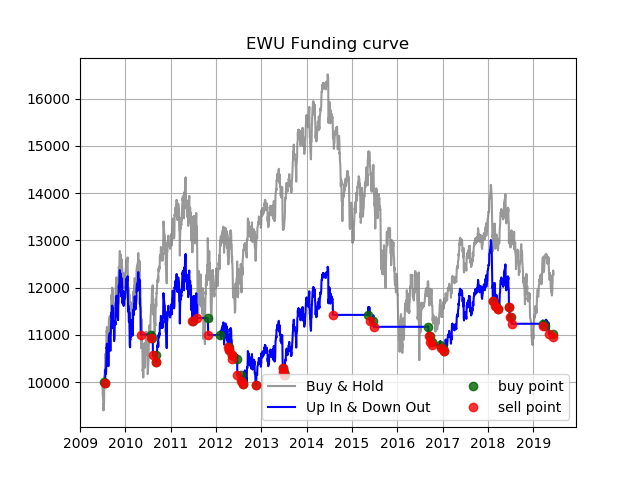 EWU Funding curve
16000
15000
14000
13000
12000
11000
10000
Buy & Hold
Up In & Down Out
buy point
sell point
2009 2010 2011 2012 2013 2014 2015 2016 2017 2018 2019